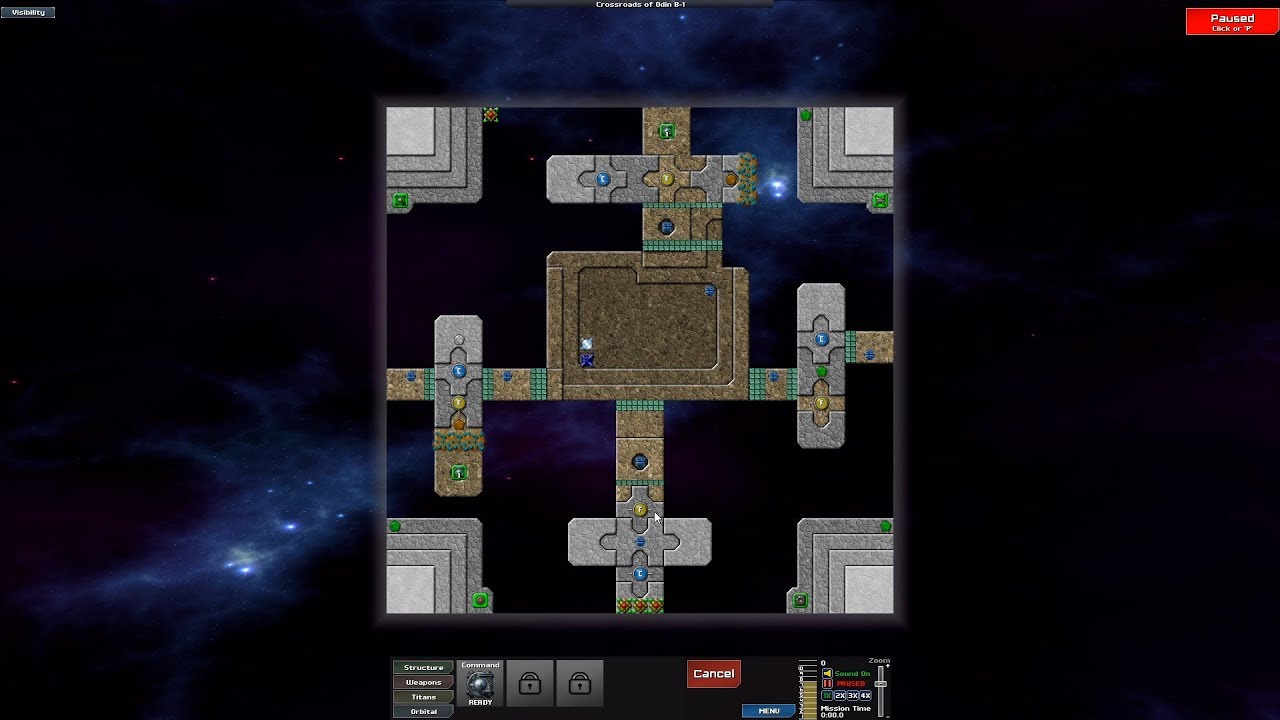 Visibility
Crossroads of Odin B-1
Paused
Click or 'P'
Structure
Weapons
Titans
Orbital
Command
READY
Cancel
MENU
0
Sound On
PAUSED
1X 2X 3X 4X
Mission Time
0:00.0
Zoom